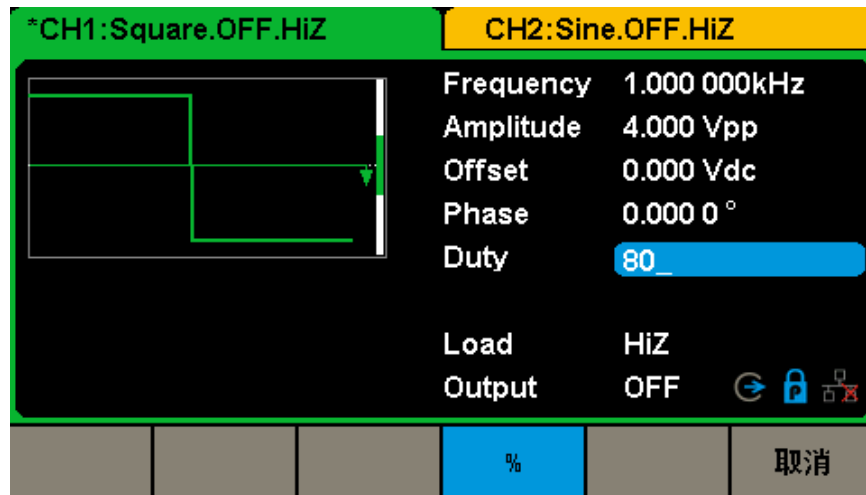 *CH1:Square.OFF.HiZ CH2:Sine.OFF.HiZ
Frequency 1.000 000kHz
Amplitude 4.000 Vpp
Offset 0.000 Vdc
Phase 0.000 0 °
Duty 80_
Load HiZ
Output OFF P
% 取消